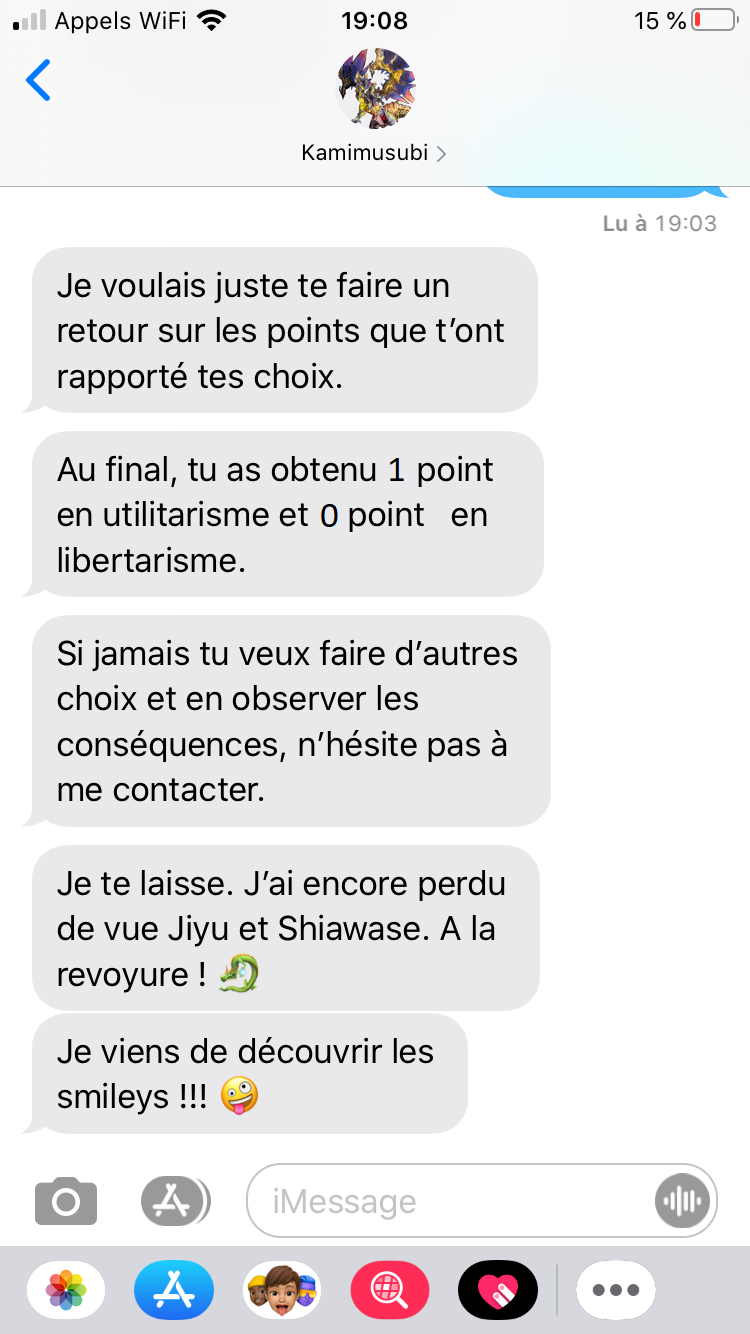 Appels WiFi 19:08 15 %
Kamimusubi
Lu à 19:03
Je voulais juste te faire un
retour sur les points que t’ont
rapporté tes choix.
Au final, tu as obtenu 1 point
en utilitarisme et 0 point en
libertarisme.
Si jamais tu veux faire d’autres
choix et en observer les
conséquences, n’hésite pas à
me contacter.
Je te laisse. J’ai encore perdu
de vue Jiyu et Shiawase. A la
revoyure ! 🐉
Je viens de découvrir les
smileys !!! 🤪
iMessage